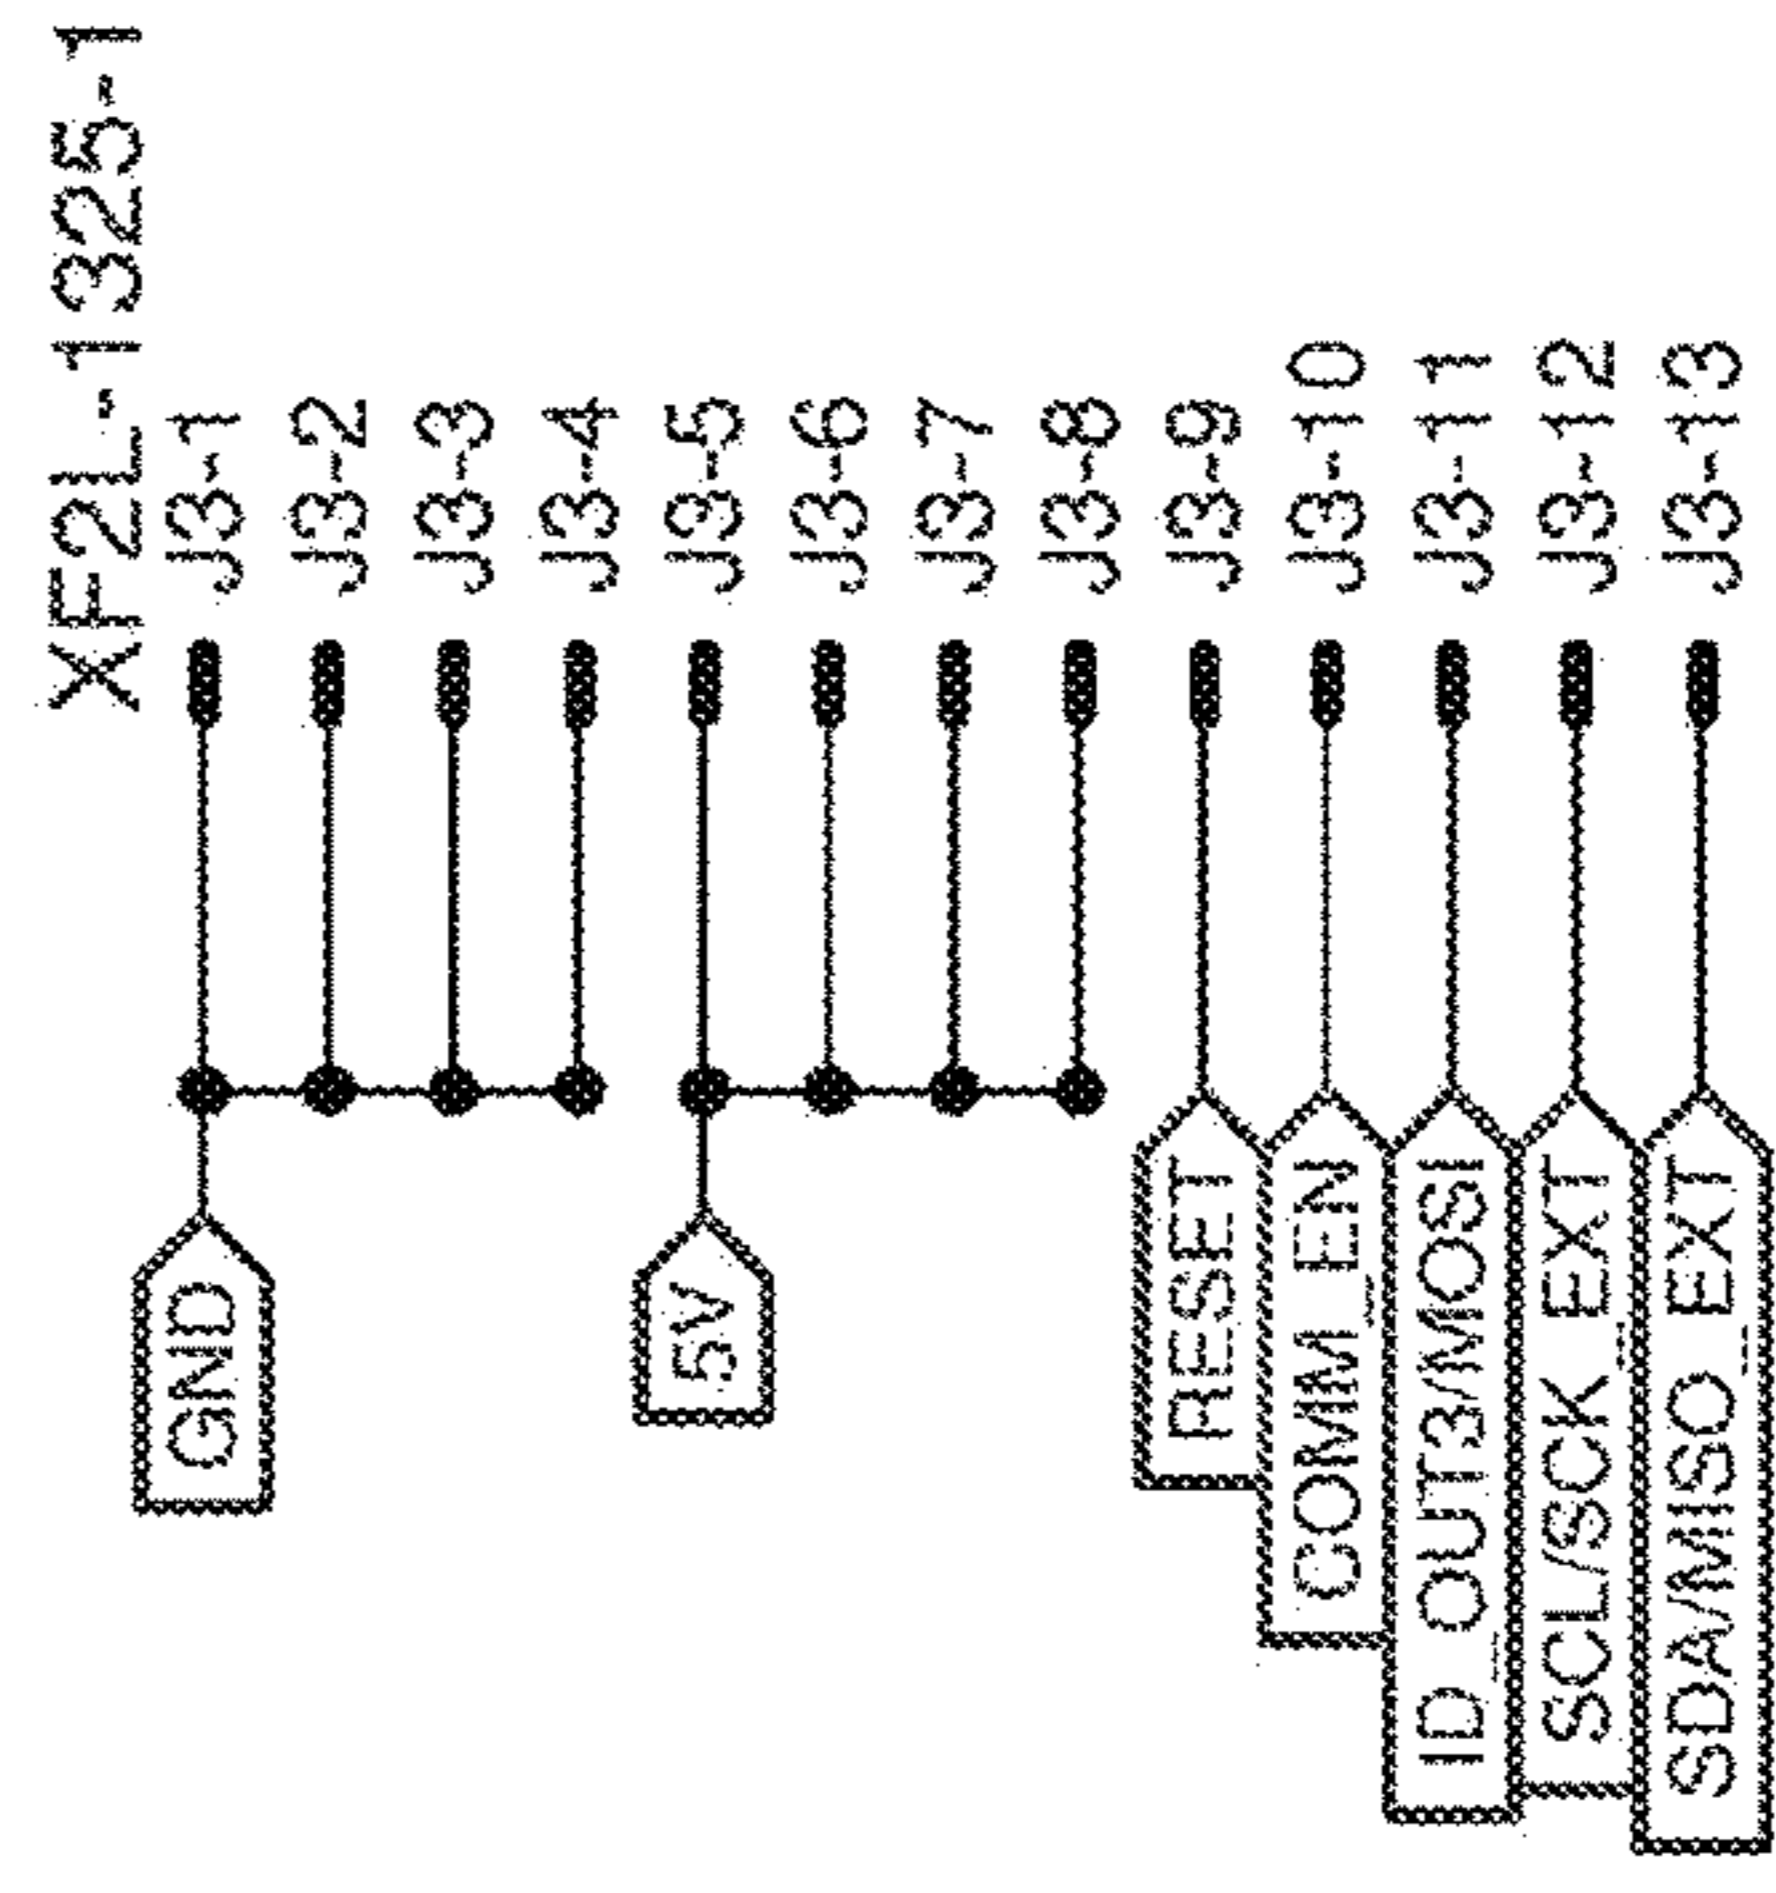 XF2L-1325-1
GND
J3-1
J3-2
J3-3
J3-4
5V
J3-5
J3-6
J3-7
J3-8
RESET
J3-9
COMM_EN
J3-10
ID_OUT3/MOSI
J3-11
SCL/SCK_EXT
J3-12
SDA/MISO_EXT
J3-13